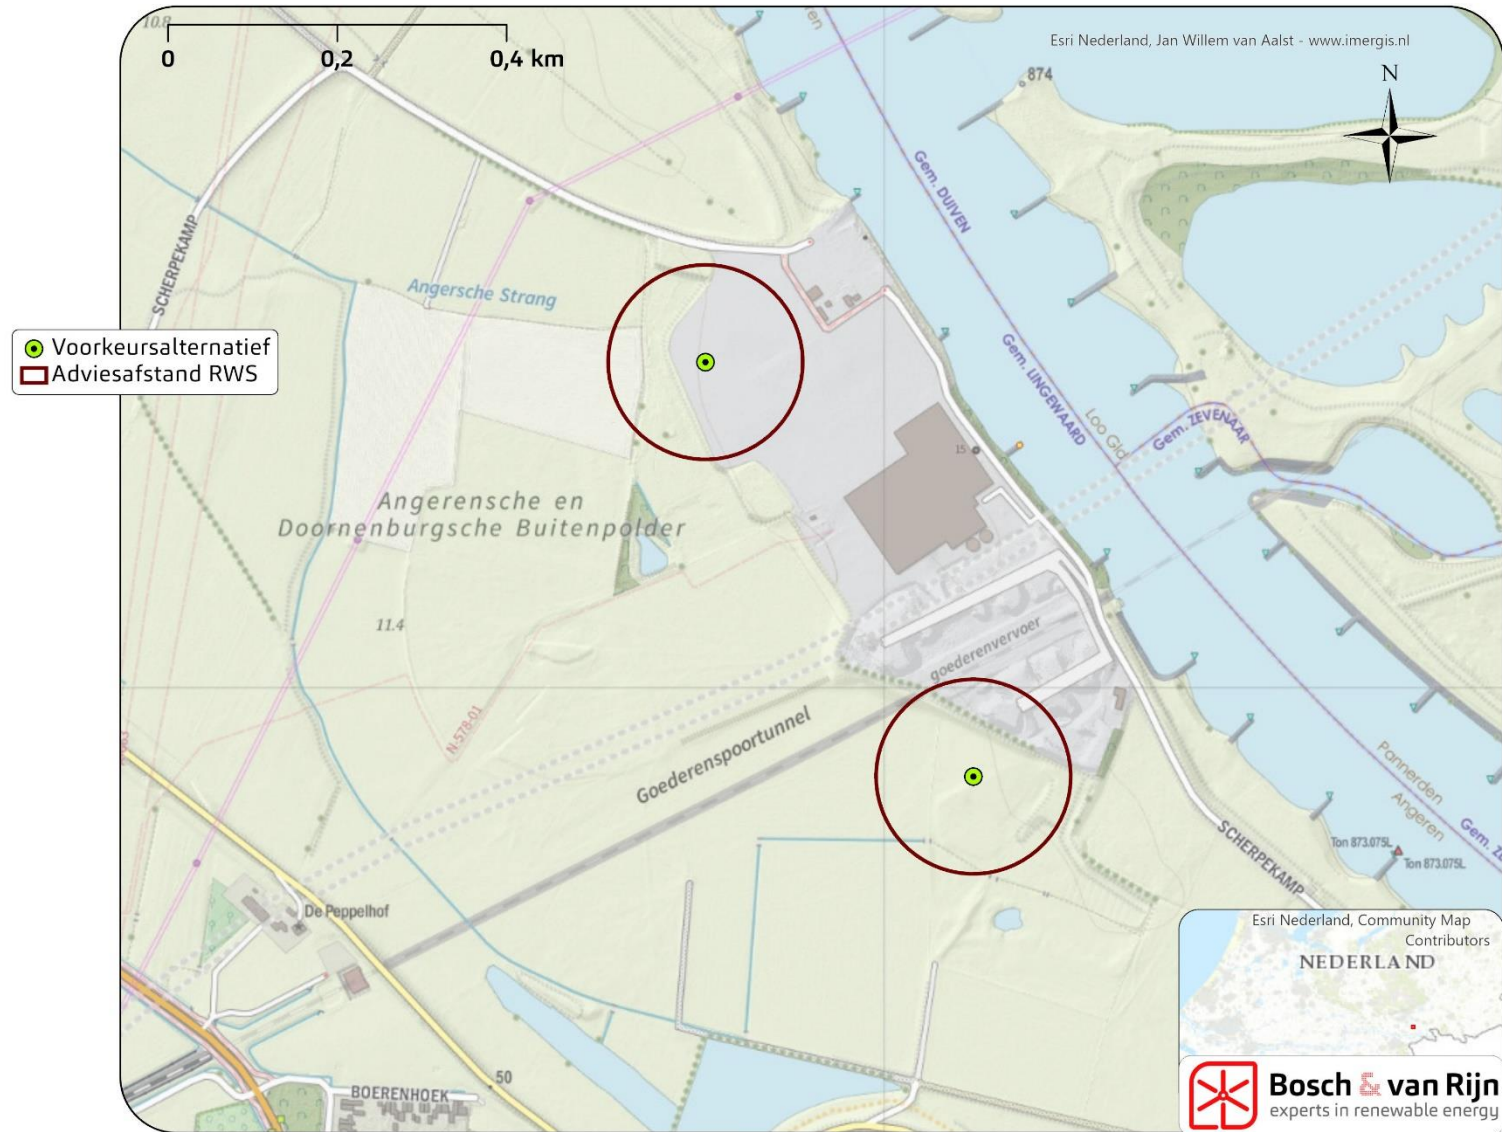 10.8
0
0,2
0,4 km
Esri Nederland, Jan Willem van Aalst - www.imergis.nl
N
874
Gem. DUIVEN
SCHERPEKAMP
Angersche Strang
Voorkeursalternatief
Adviesafstand RWS
Gem. LINGEWAARD
Loo Gld
Gem. ZEVENAAR
15
Angerensche en
Doornenburgsche Buitenpolder
11.4
goederenvervoer
N-578-01
Goederenspoortunnel
Pannerden
Angeren
SCHERPEKAMP
Ton 873.075L
Ton 873.075L
De Peppelhof
50
BOERENHOEK
Esri Nederland, Community Map
Contributors
NEDERLAND
Bosch & van Rijn
experts in renewable energy